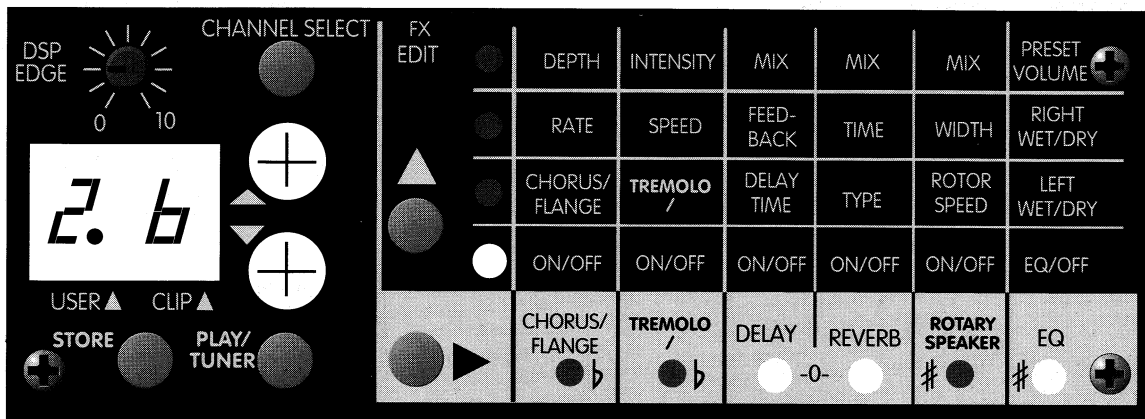 DSP
EDGE
0 10
CHANNEL SELECT
2. b
USER CLIP
STORE
PLAY/
TUNER
FX
EDIT
DEPTH INTENSITY MIX MIX MIX PRESET
VOLUME
RATE SPEED FEED-
BACK TIME WIDTH RIGHT
WET/DRY
CHORUS/
FLANGE TREMOLO
/ DELAY
TIME TYPE ROTOR
SPEED LEFT
WET/DRY
ON/OFF ON/OFF ON/OFF ON/OFF ON/OFF EQ/OFF
CHORUS/
FLANGE TREMOLO
/ DELAY REVERB ROTARY
SPEAKER EQ
♭ ♭ -0- ♯ ♯